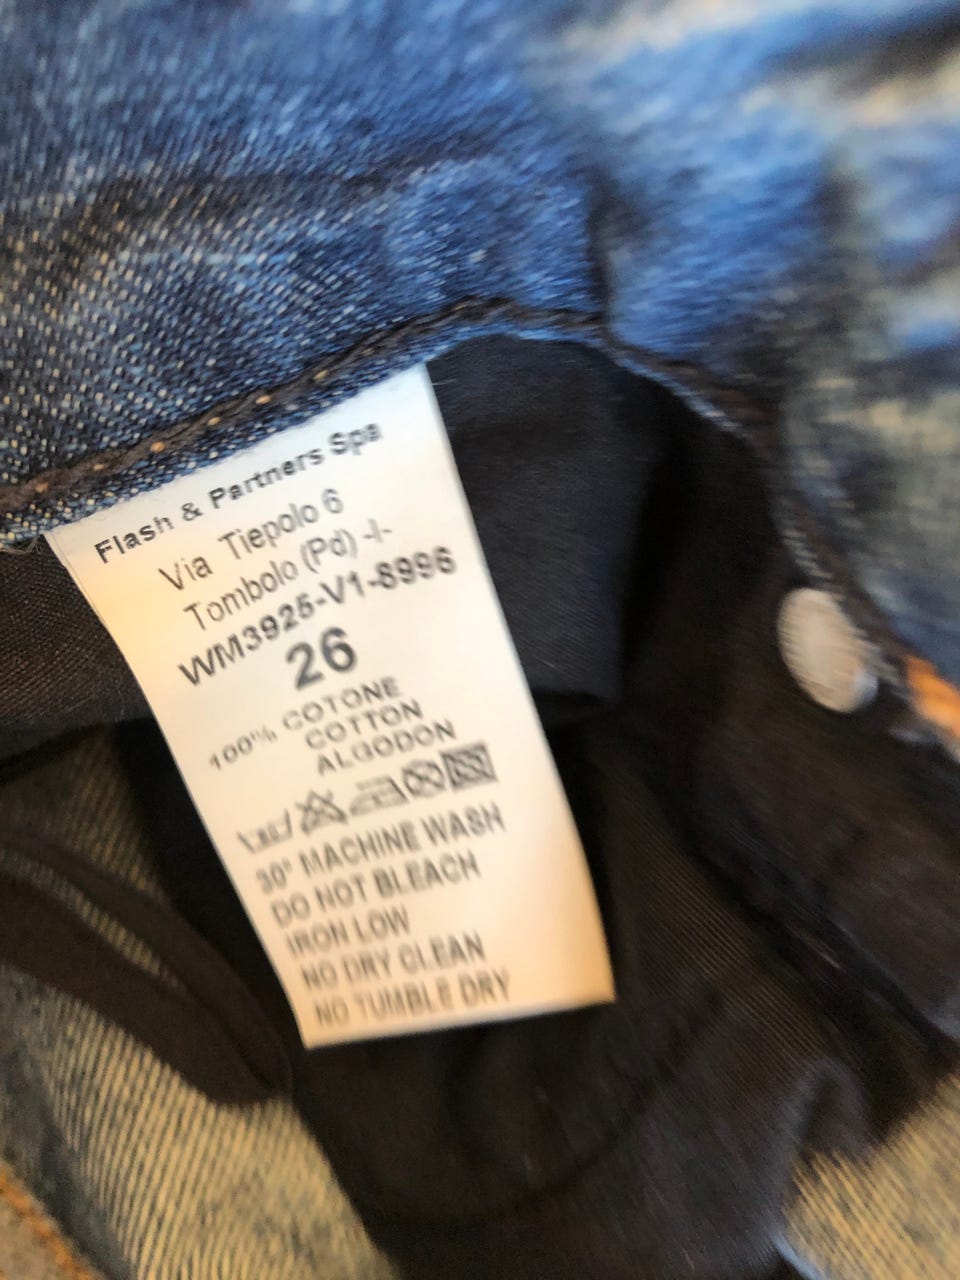 Flash & Partners Spa
Via Tiepolo 6
Tombolo (Pd) -I-
WM3925-V1-8996
26
100% COTONE
COTTON
ALGODON
30° MACHINE WASH
DO NOT BLEACH
IRON LOW
NO DRY CLEAN
NO TUMBLE DRY